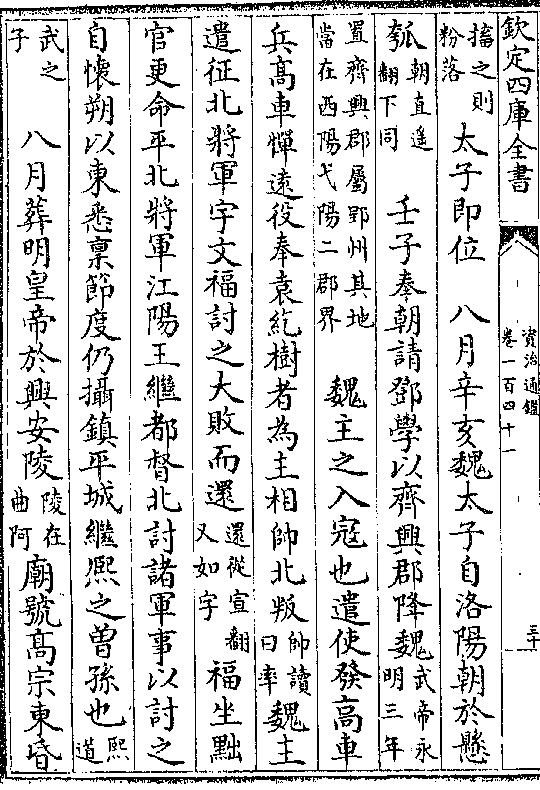 欽定四庫全書
資治通鑑
卷一百四十一
三十
搐之則粉落太子即位　八月辛亥魏太子自洛陽朝於懸
瓠朝直遥翻下同　壬子奉朝請鄧學以齊興郡降魏武帝永明三年
置齊興郡屬郢州其地當在西陽弋陽二郡界　魏主之入冦也遣使發高車
兵高車憚遠役奉袁紇樹者為主相帥北叛帥讀曰率魏主
遣征北將軍宇文福討之大敗而還還從宣翻又如字福坐黜
官更命平北將軍江陽王繼都督北討諸軍事以討之
自懷朔以東悉稟節度仍攝鎮平城繼熙之曽孫也熙道
武之子　八月葬明皇帝於興安陵陵在曲阿廟號高宗東昏